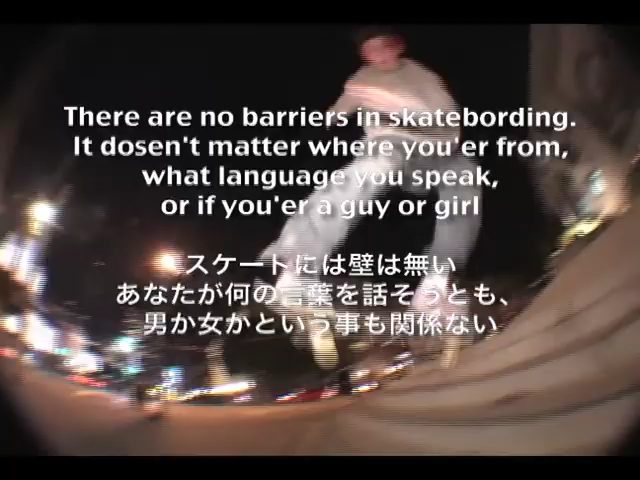 There are no barriers in skatebording.
It dosen't matter where you'er from,
what language you speak,
or if you'er a guy or girl
スケートには壁は無い
あなたが何の言葉を話そうとも、
男か女かという事も関係ない